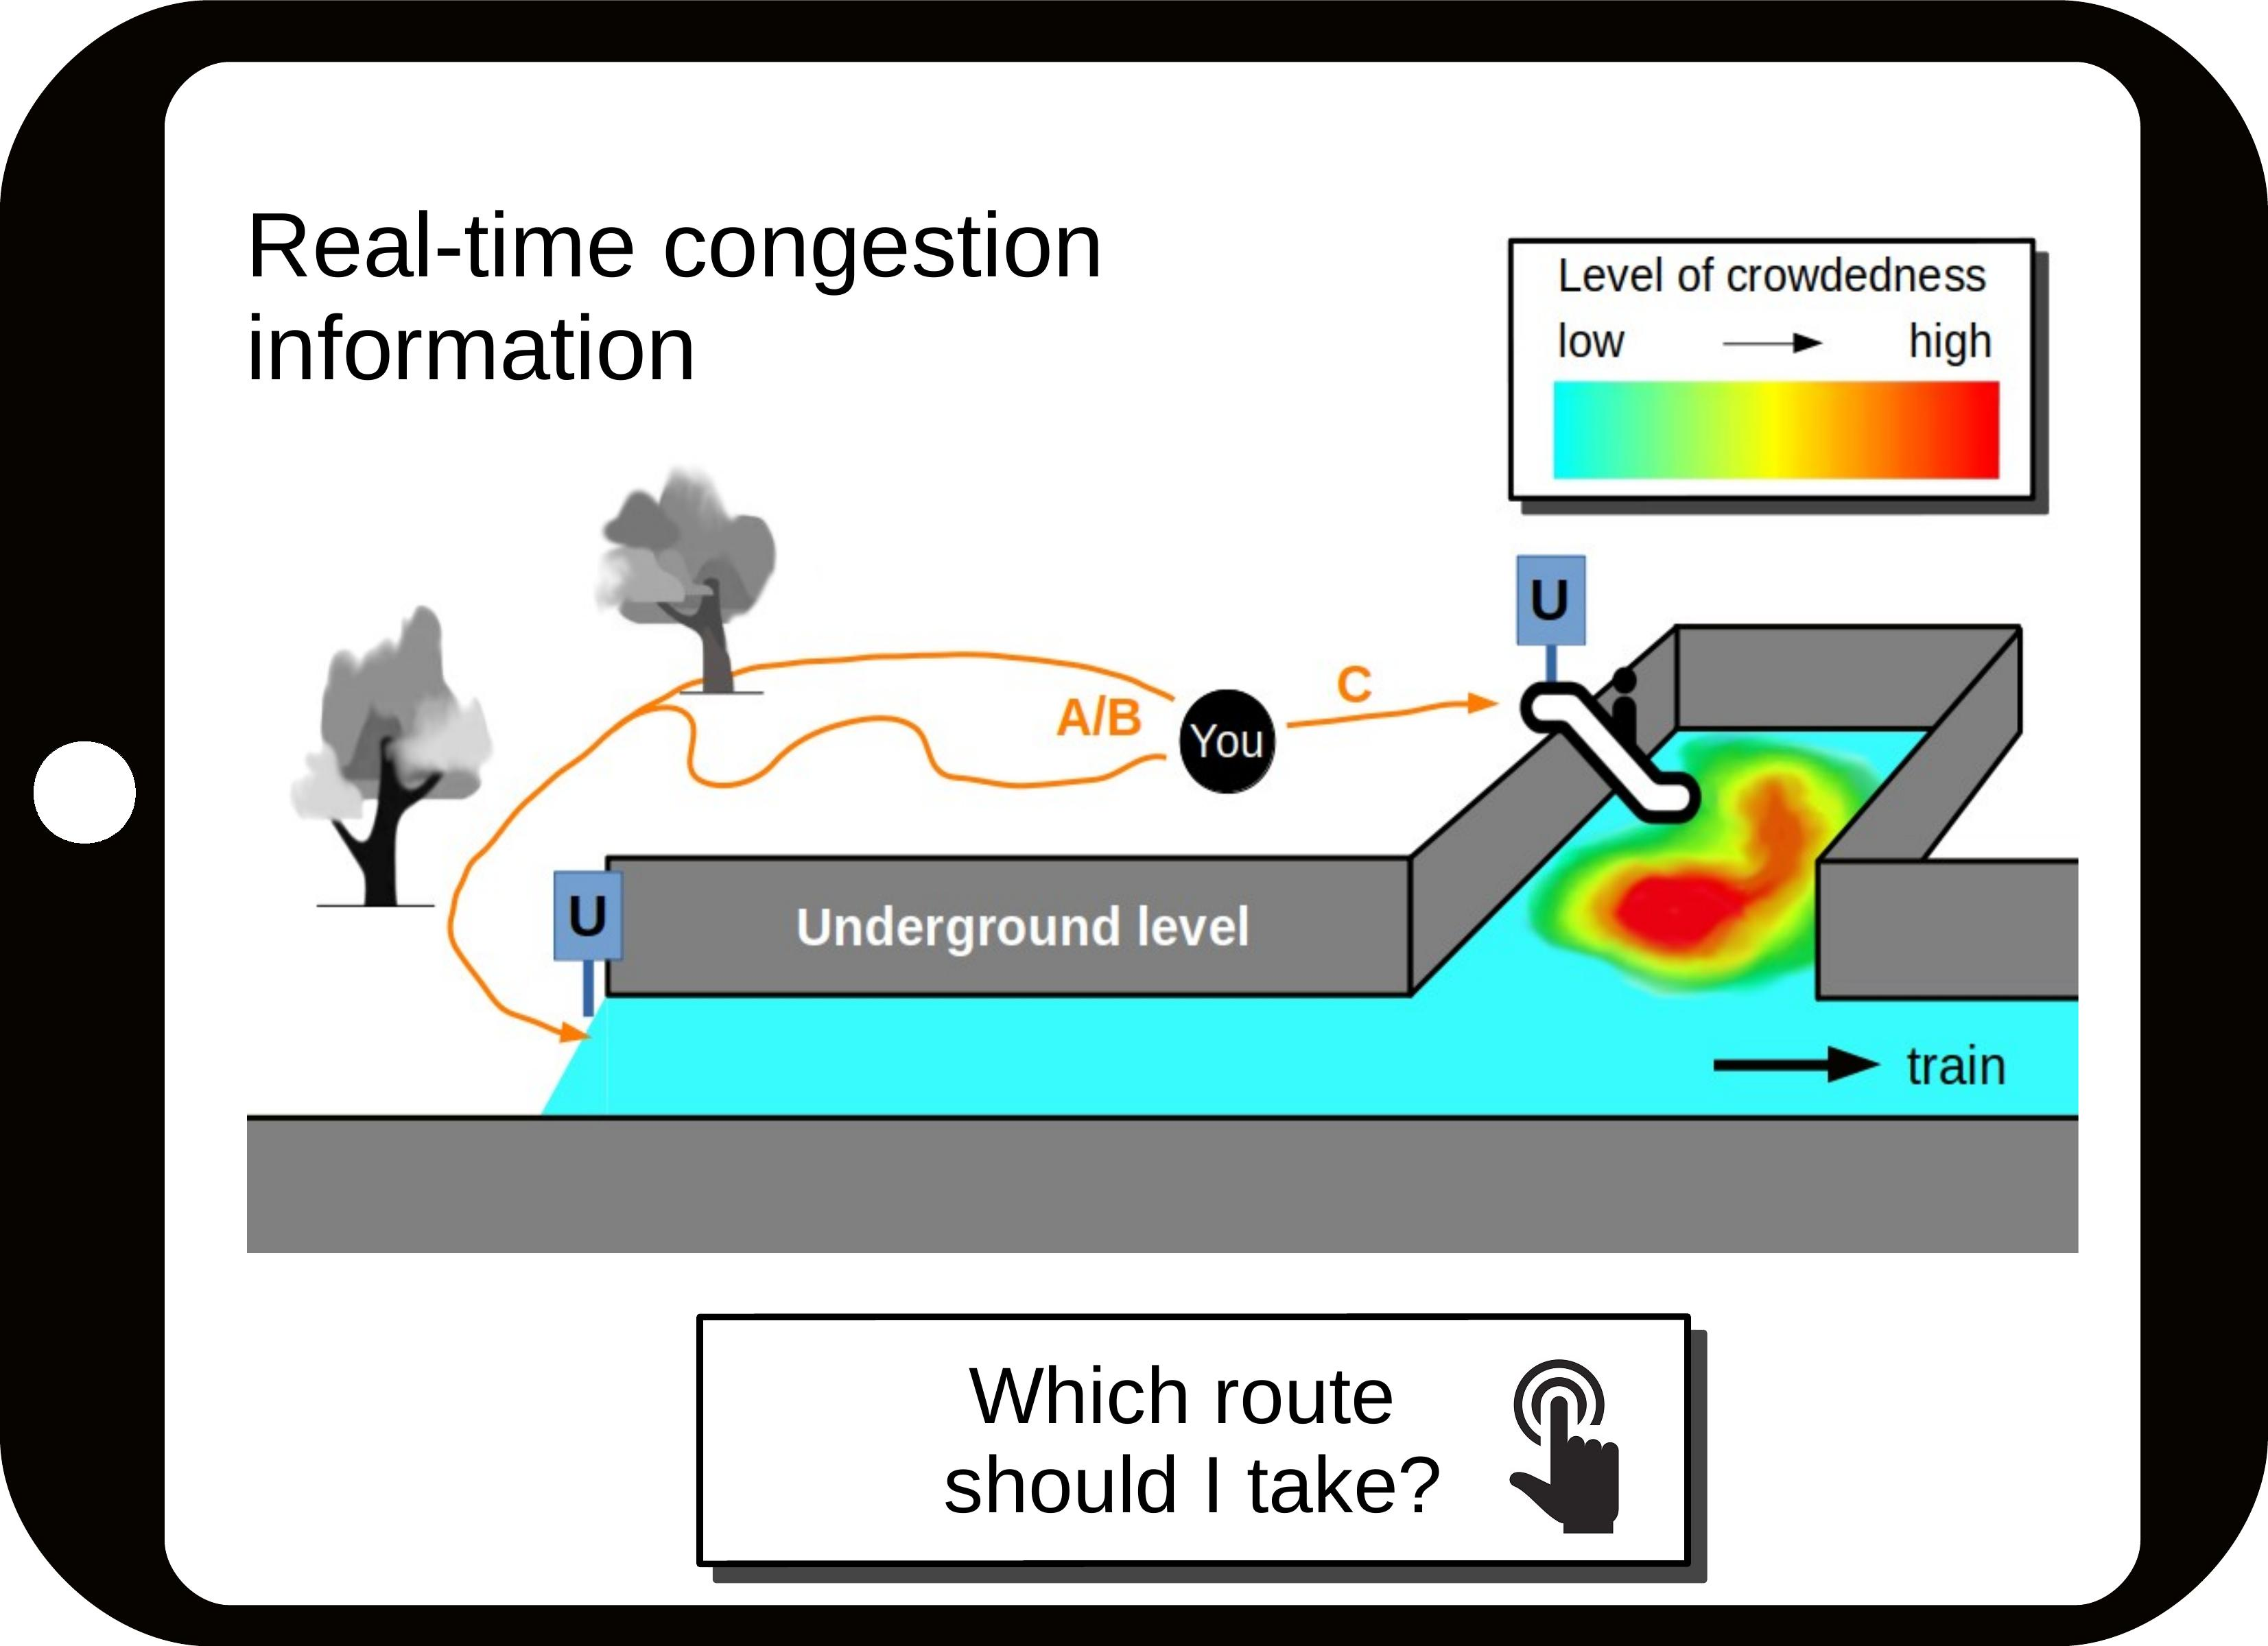 Real-time congestion
information
Level of crowdedness
low high
U
C
A/B
You
U
Underground level
train
Which route
should I take?